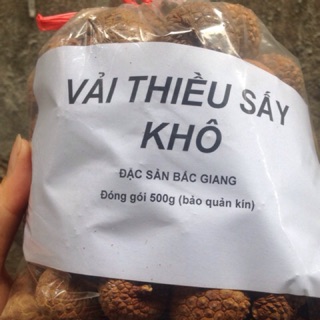 VẢI THIỀU SẤY
KHÔ
ĐẶC SẢN BẮC GIANG
Đóng gói 500g (bảo quản kín)